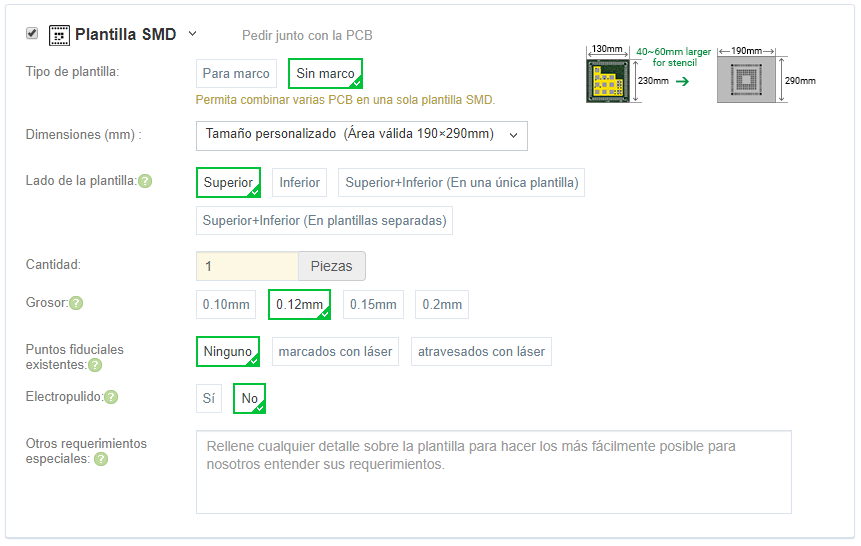 Plantilla SMD
Pedir junto con la PCB
Tipo de plantilla:
Para marco
Sin marco
Permita combinar varias PCB en una sola plantilla SMD.
130mm
230mm
40~60mm larger
for stencil
190mm
290mm
Dimensiones (mm) :
Tamaño personalizado (Área válida 190×290mm)
Lado de la plantilla:?
Superior
Inferior
Superior+Inferior (En una única plantilla)
Superior+Inferior (En plantillas separadas)
Cantidad:
1
Piezas
Grosor:?
0.10mm
0.12mm
0.15mm
0.2mm
Puntos fiduciales
existentes:?
Ninguno
marcados con láser
atravesados con láser
Electropulido:?
Sí
No
Otros requerimientos
especiales: ?
Rellene cualquier detalle sobre la plantilla para hacer los más fácilmente posible para
nosotros entender sus requerimientos.